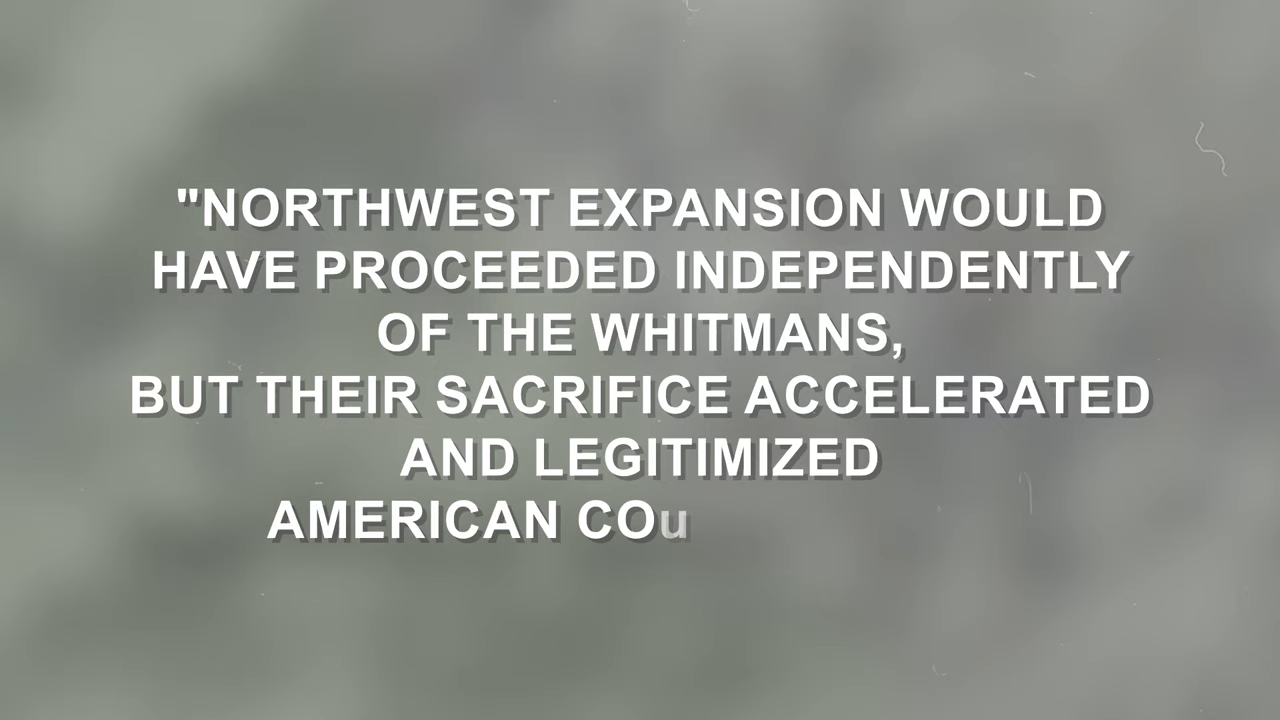 "NORTHWEST EXPANSION WOULD
HAVE PROCEEDED INDEPENDENTLY
OF THE WHITMANS,
BUT THEIR SACRIFICE ACCELERATED
AND LEGITIMIZED
AMERICAN COu